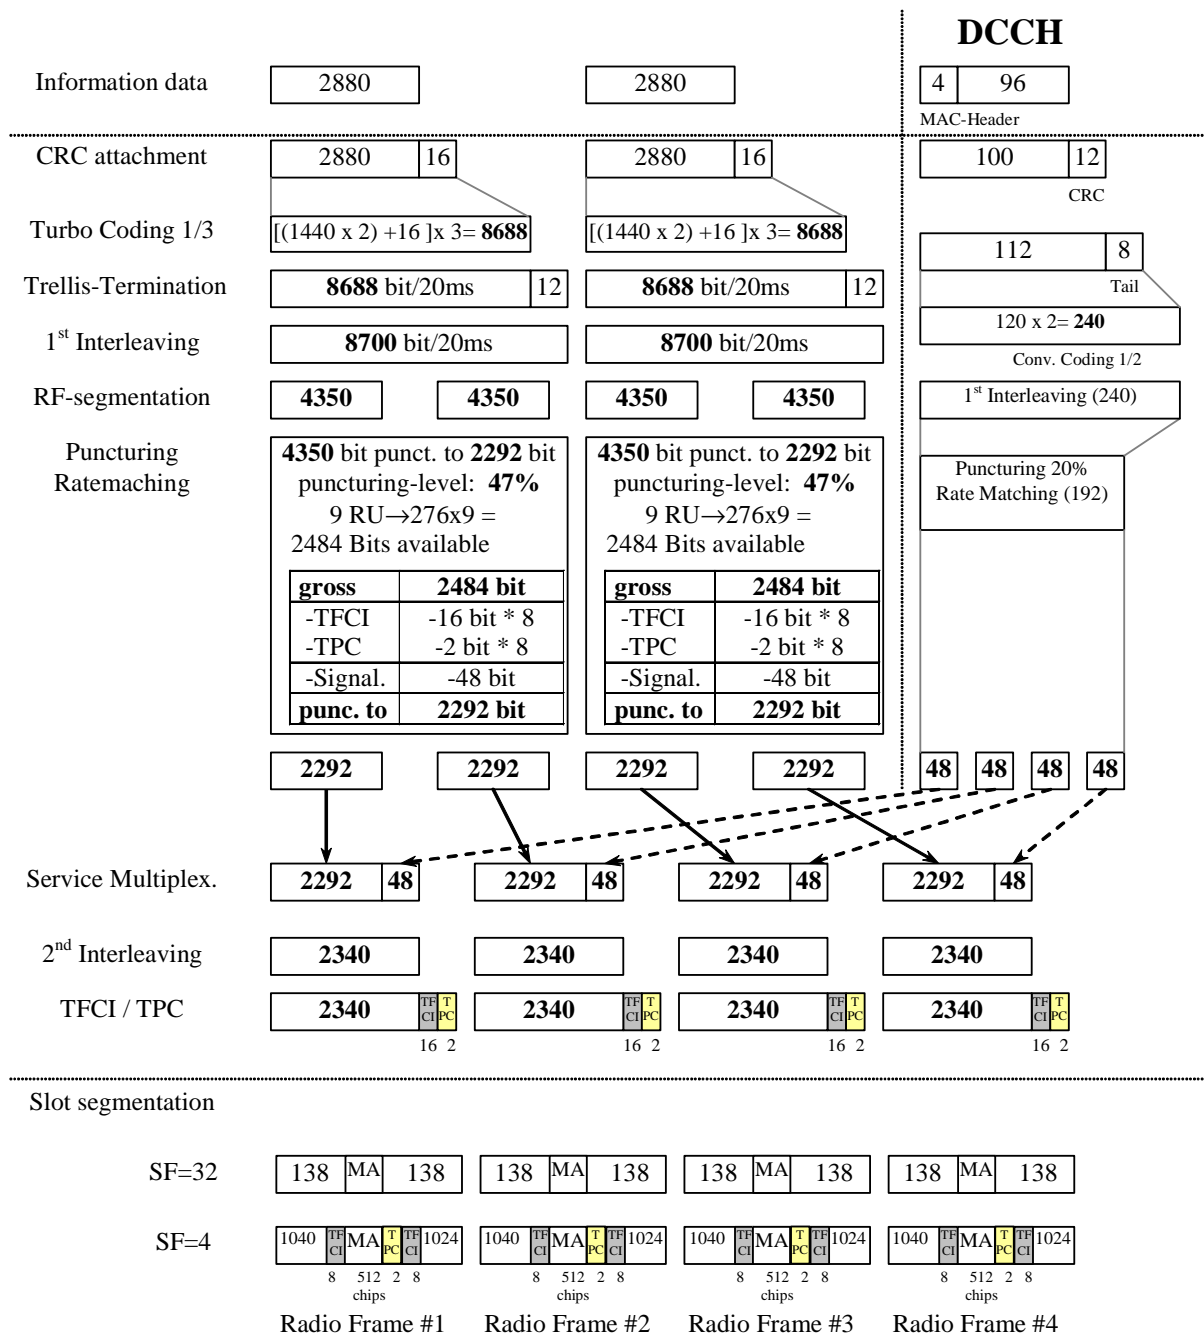 DCCH
Information data 2880 2880 4 96
MAC-Header
CRC attachment 2880 16 2880 16 100 12
CRC
Turbo Coding 1/3 [(1440 x 2) +16 ]x 3= 8688 [(1440 x 2) +16 ]x 3= 8688
112 8
Trellis-Termination 8688 bit/20ms 12 8688 bit/20ms 12
Tail
120 x 2= 240
1st Interleaving 8700 bit/20ms 8700 bit/20ms
Conv. Coding 1/2
RF-segmentation 4350 4350 4350 4350 1st Interleaving (240)
Puncturing
Ratemaching
4350 bit punct. to 2292 bit
puncturing-level: 47%
9 RU→276x9 =
2484 Bits available
gross 2484 bit
-TFCI -16 bit * 8
-TPC -2 bit * 8
-Signal. -48 bit
punc. to 2292 bit
4350 bit punct. to 2292 bit
puncturing-level: 47%
9 RU→276x9 =
2484 Bits available
gross 2484 bit
-TFCI -16 bit * 8
-TPC -2 bit * 8
-Signal. -48 bit
punc. to 2292 bit
Puncturing 20%
Rate Matching (192)
2292 2292 2292 2292 48 48 48 48
Service Multiplex. 2292 48 2292 48 2292 48 2292 48
2nd Interleaving 2340 2340 2340 2340
TFCI / TPC 2340 TF CI T PC 2340 TF CI T PC 2340 TF CI T PC 2340 TF CI T PC
16 2 16 2 16 2 16 2
Slot segmentation
SF=32 138 MA 138 138 MA 138 138 MA 138 138 MA 138
SF=4 1040 TF CI MA T PC TF CI 1024 1040 TF CI MA T PC TF CI 1024 1040 TF CI MA T PC TF CI 1024 1040 TF CI MA T PC TF CI 1024
8 512 2 8 8 512 2 8 8 512 2 8 8 512 2 8
chips chips chips chips
Radio Frame #1 Radio Frame #2 Radio Frame #3 Radio Frame #4